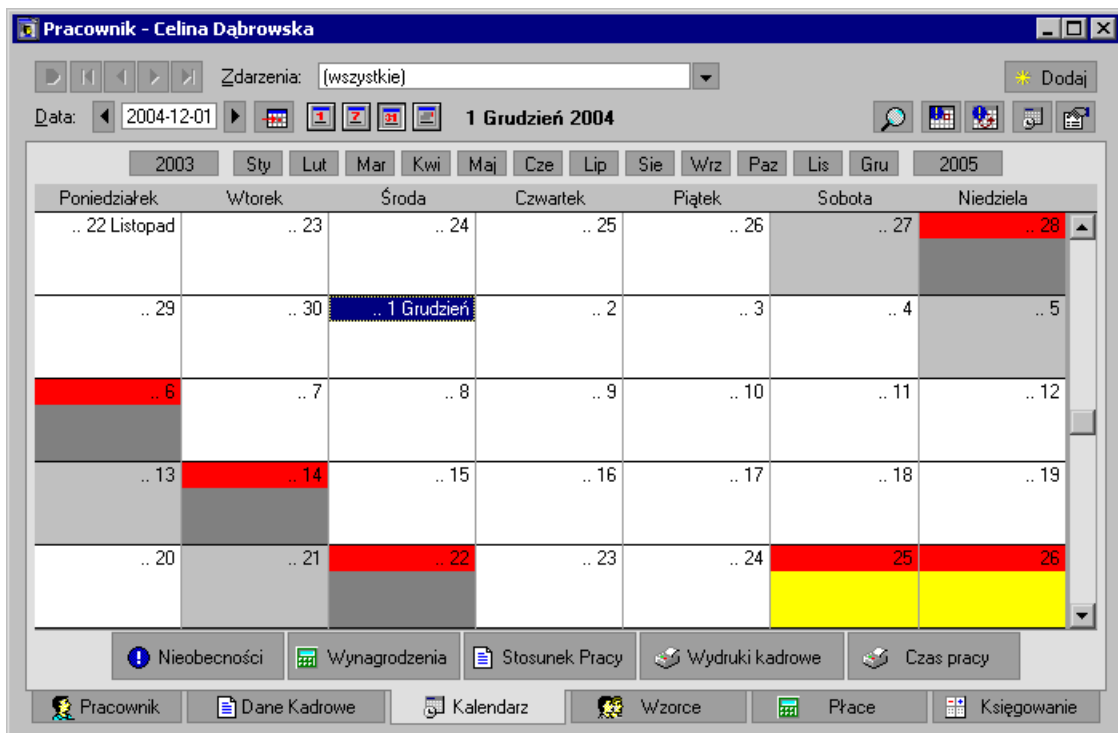 Pracownik - Celina Dąbrowska
Zdarzenia: (wszystkie) Dodaj
Data: 2004-12-01 1 7 31 1 Grudzień 2004
2003 Sty Lut Mar Kwi Maj Cze Lip Sie Wrz Paz Lis Gru 2005
Poniedziałek Wtorek Środa Czwartek Piątek Sobota Niedziela
.. 22 Listopad .. 23 .. 24 .. 25 .. 26 .. 27 .. 28
.. 29 .. 30 .. 1 Grudzień .. 2 .. 3 .. 4 .. 5
.. 6 .. 7 .. 8 .. 9 .. 10 .. 11 .. 12
.. 13 .. 14 .. 15 .. 16 .. 17 .. 18 .. 19
.. 20 .. 21 .. 22 .. 23 .. 24 25 26
Nieobecności Wynagrodzenia Stosunek Pracy Wydruki kadrowe Czas pracy
Pracownik Dane Kadrowe Kalendarz Wzorce Płace Księgowanie